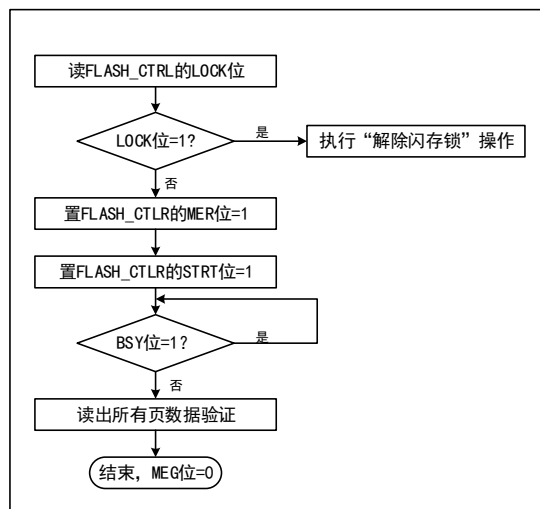 读FLASH_CTRL的LOCK位
LOCK位=1?
是
执行“解除闪存锁”操作
否
置FLASH_CTLR的MER位=1
置FLASH_CTLR的STRT位=1
BSY位=1?
是
否
读出所有页数据验证
结束, MEG位=0